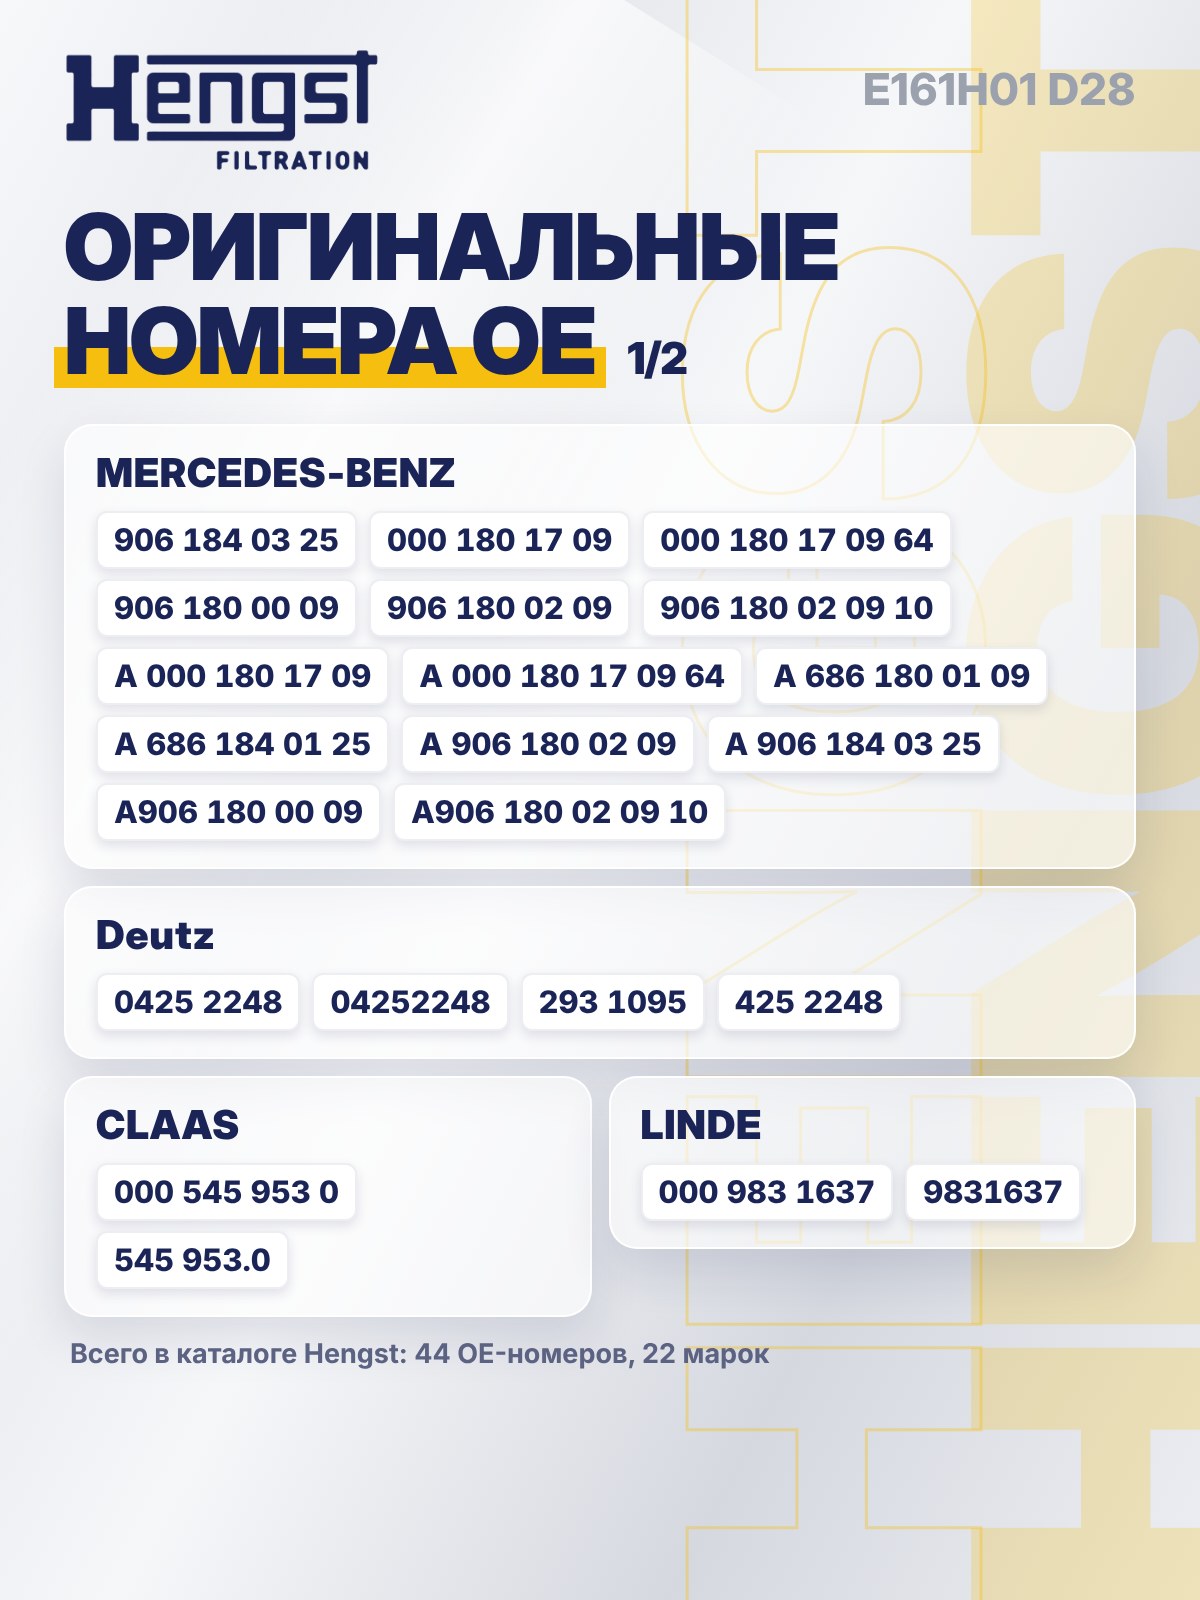 Hengst
FILTRATION
E161H01 D28
ОРИГИНАЛЬНЫЕ
НОМЕРА ОЕ 1/2
MERCEDES-BENZ
906 184 03 25 000 180 17 09 000 180 17 09 64
906 180 00 09 906 180 02 09 906 180 02 09 10
A 000 180 17 09 A 000 180 17 09 64 A 686 180 01 09
A 686 184 01 25 A 906 180 02 09 A 906 184 03 25
A906 180 00 09 A906 180 02 09 10
Deutz
0425 2248 04252248 293 1095 425 2248
CLAAS
000 545 953 0
545 953.0
LINDE
000 983 1637 9831637
Всего в каталоге Hengst: 44 OE-номеров, 22 марок
HENGST
HENGST